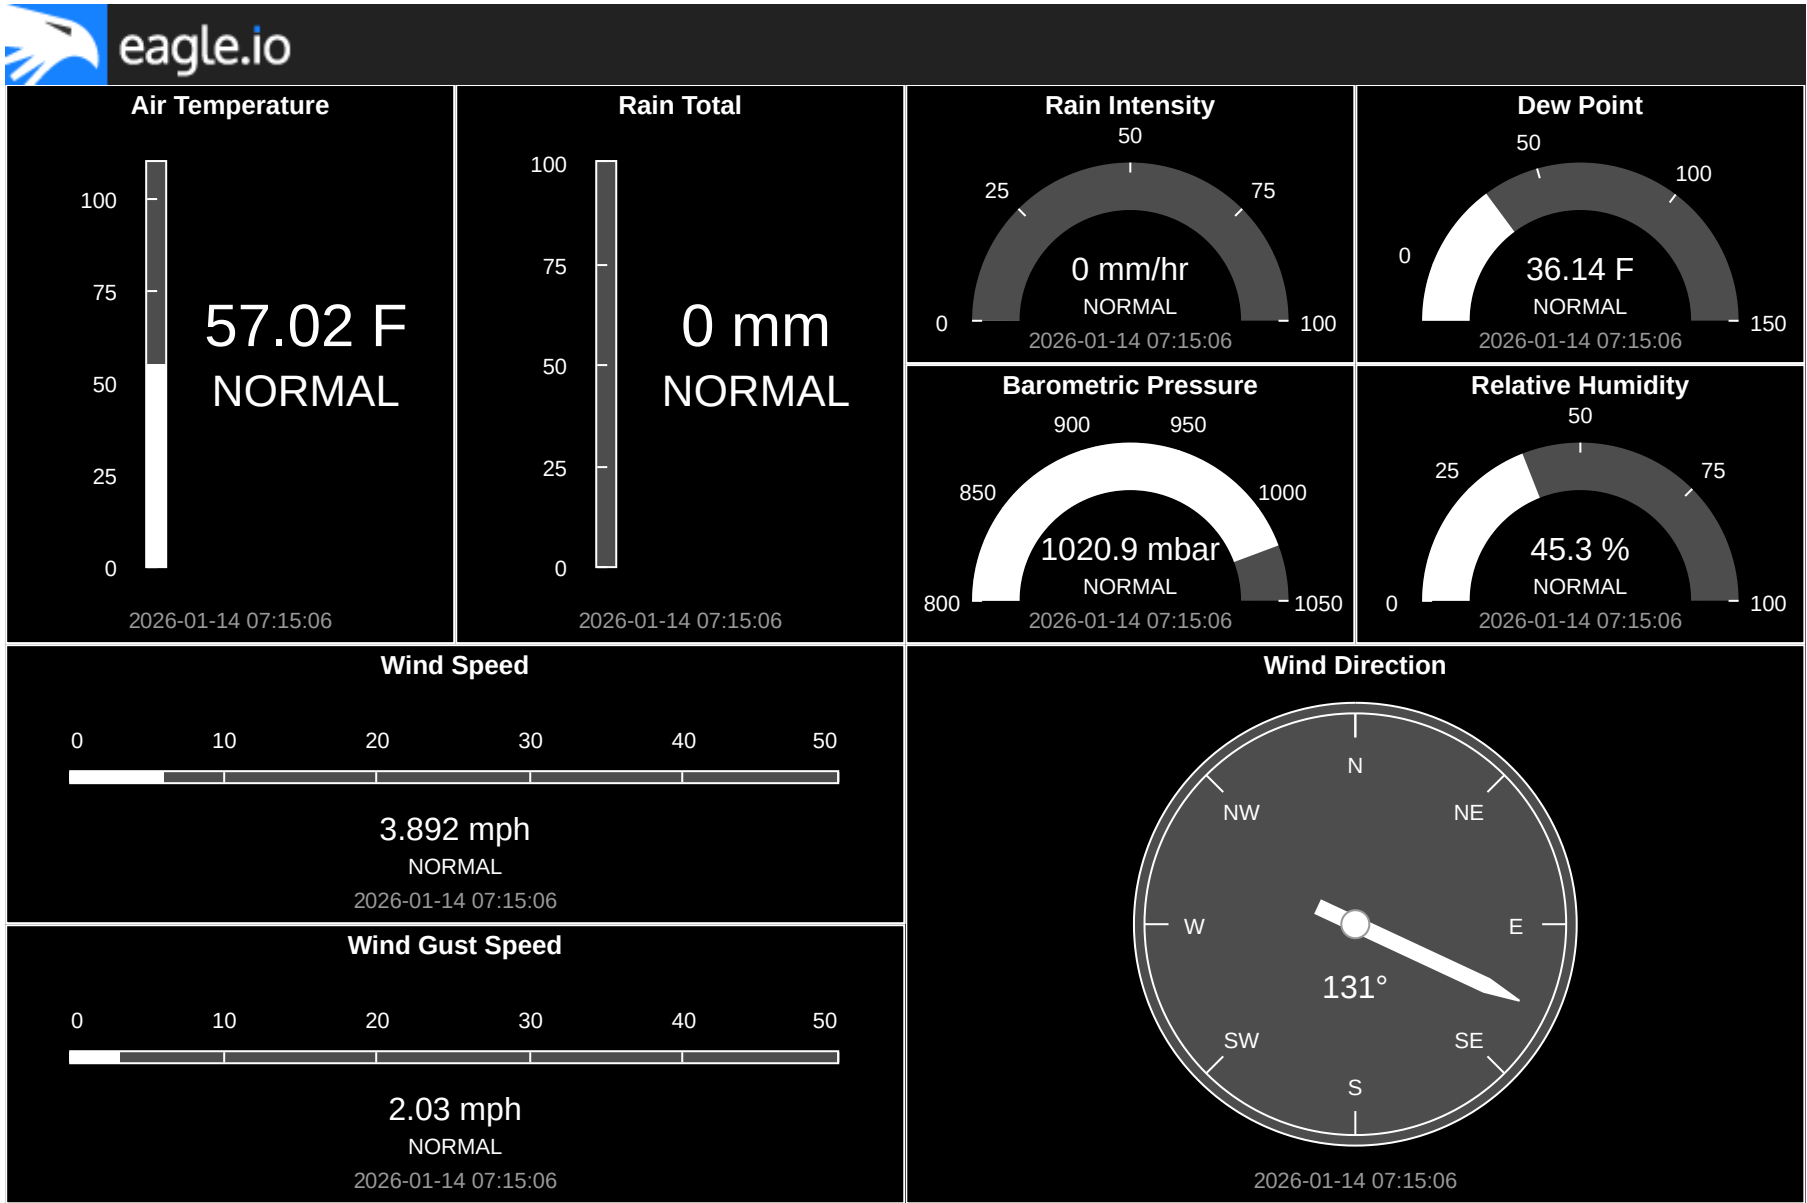 eagle.io
Air Temperature
100
75
50
25
0
57.02 F
NORMAL
2026-01-14 07:15:06
Rain Total
100
75
50
25
0
0 mm
NORMAL
2026-01-14 07:15:06
Rain Intensity
50
25
75
0
100
0 mm/hr
NORMAL
2026-01-14 07:15:06
Dew Point
50
100
0
150
36.14 F
NORMAL
2026-01-14 07:15:06
Barometric Pressure
900
950
850
1000
800
1050
1020.9 mbar
NORMAL
2026-01-14 07:15:06
Relative Humidity
50
25
75
0
100
45.3 %
NORMAL
2026-01-14 07:15:06
Wind Speed
0 10 20 30 40 50
3.892 mph
NORMAL
2026-01-14 07:15:06
Wind Gust Speed
0 10 20 30 40 50
2.03 mph
NORMAL
2026-01-14 07:15:06
Wind Direction
N
NW NE
W E
131°
SW SE
S
2026-01-14 07:15:06